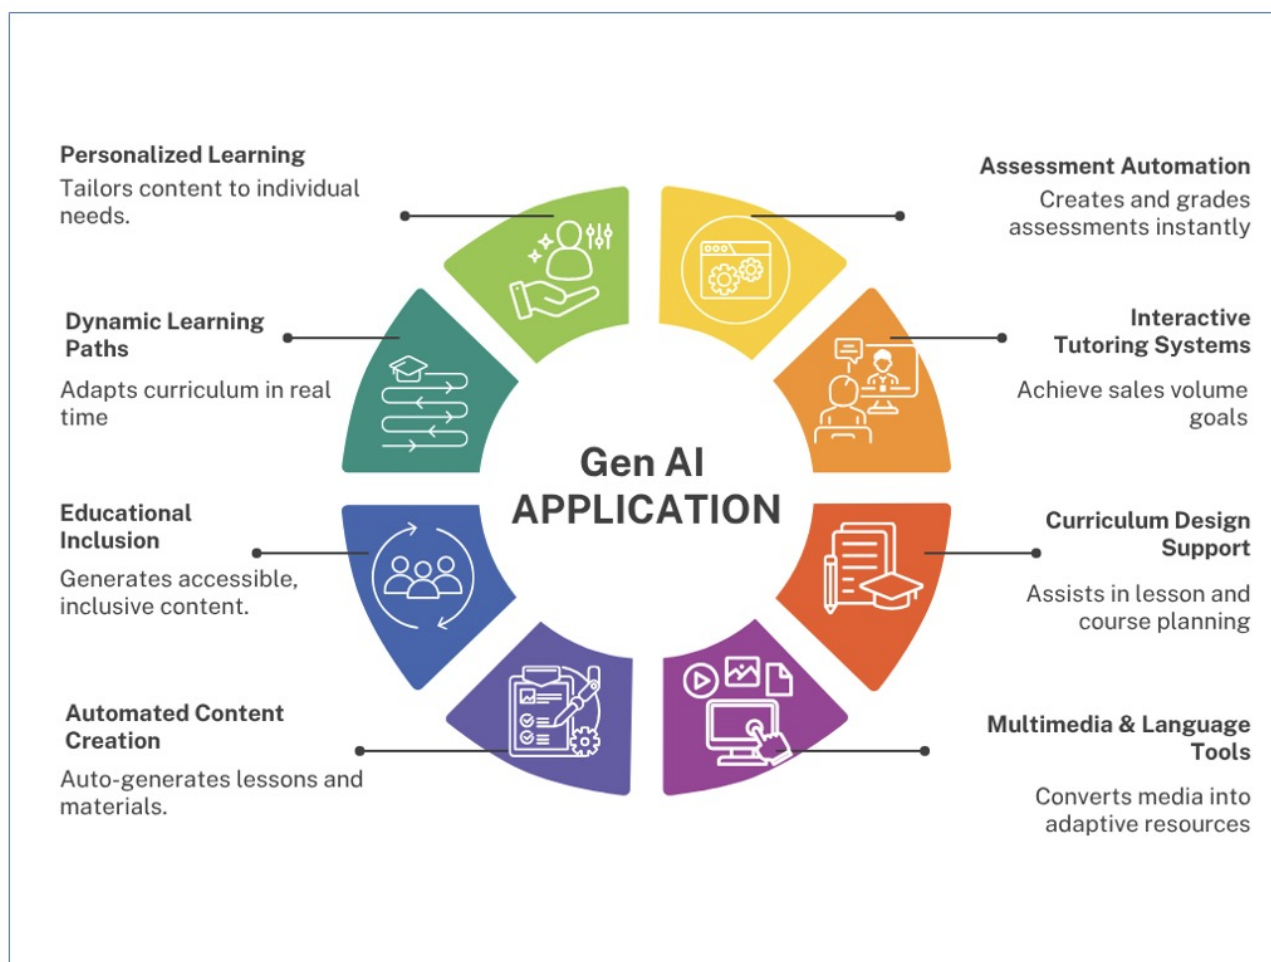 Personalized Learning
Tailors content to individual
needs.
Dynamic Learning
Paths
Adapts curriculum in real
time
Educational
Inclusion
Generates accessible,
inclusive content.
Automated Content
Creation
Auto-generates lessons and
materials.
Gen AI
APPLICATION
Assessment Automation
Creates and grades
assessments instantly
Interactive
Tutoring Systems
Achieve sales volume
goals
Curriculum Design
Support
Assists in lesson and
course planning
Multimedia & Language
Tools
Converts media into
adaptive resources